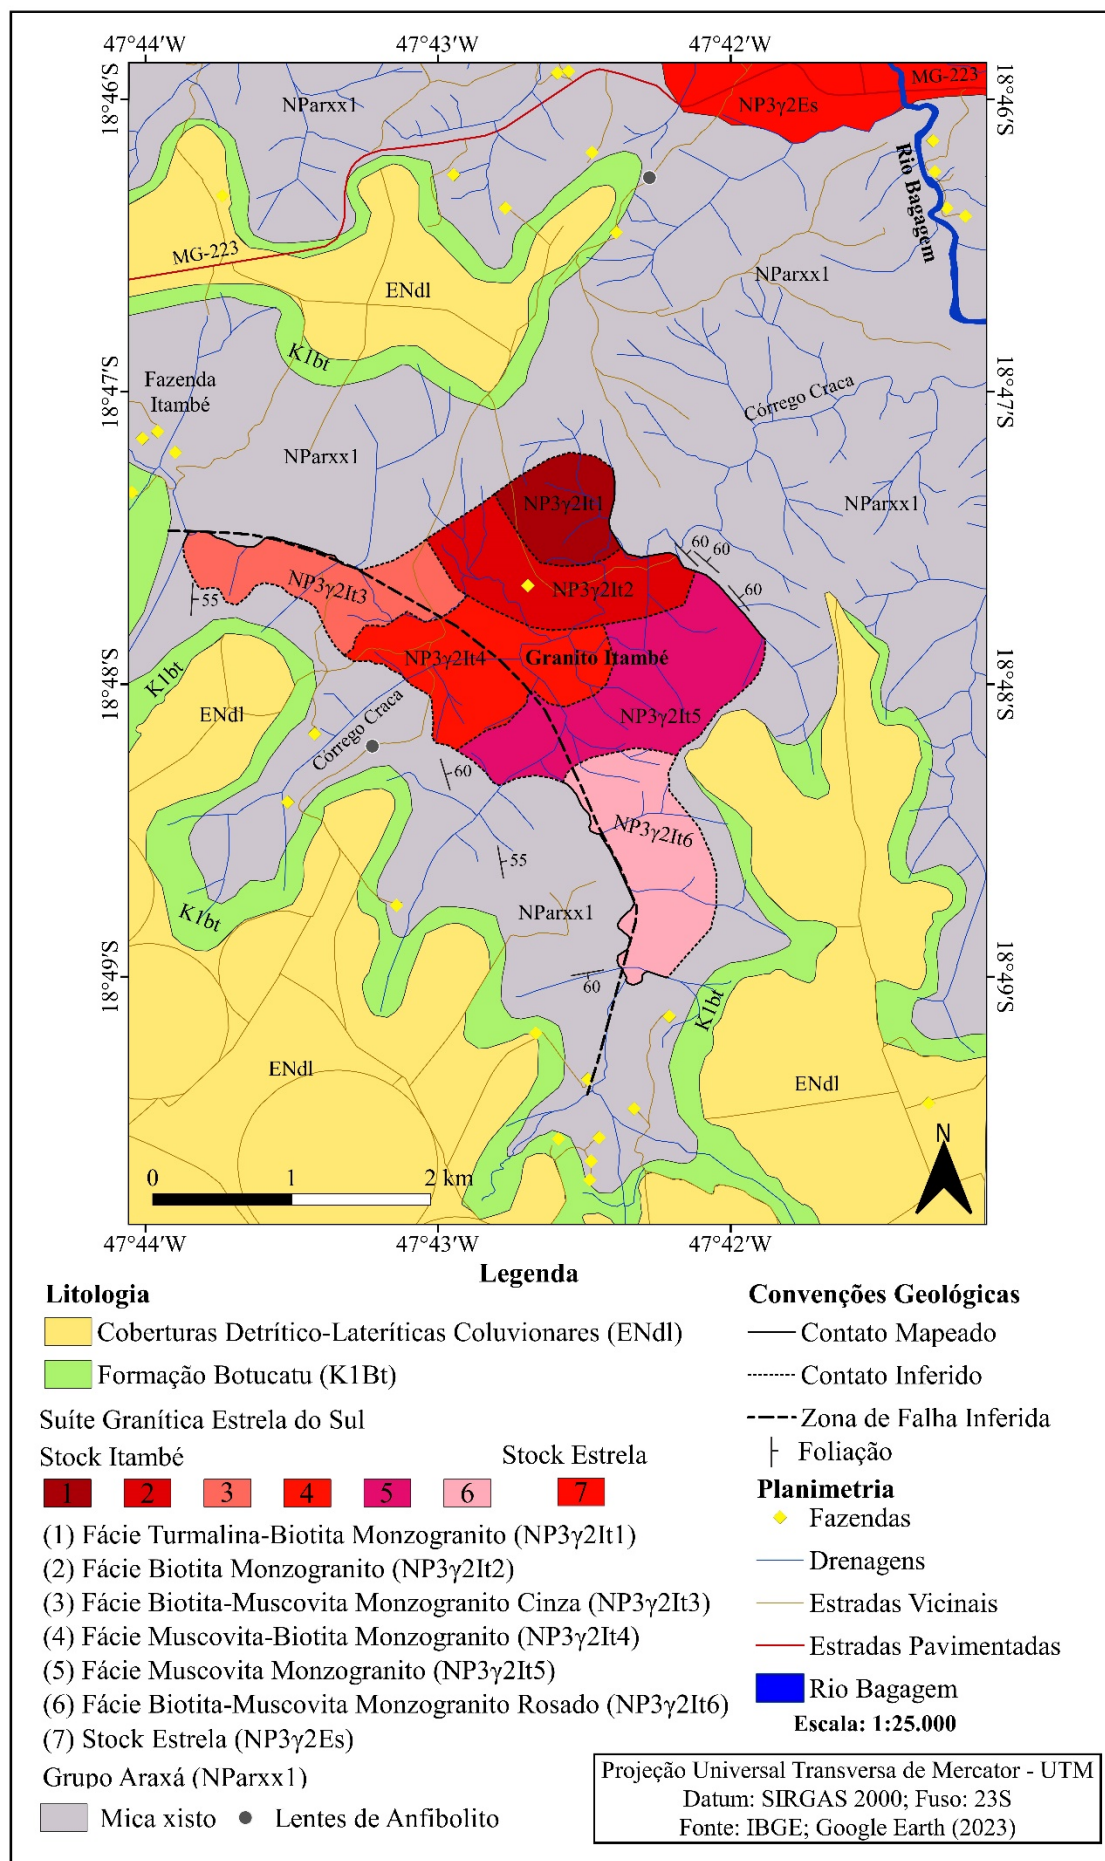 47°44'W 47°43'W 47°42'W
18°46'S
18°46'S
MG-223
NParxx1
NP3γ2Es
Rio Bagagem
MG-223
ENdl
NParxx1
K1bt
Fazenda
Itambé
18°47'S
18°47'S
Córrego Craca
NParxx1
NParxx1
NP3γ2It1
60
60
NP3γ2It3
NP3γ2It2
60
55
NP3γ2It4
Granito Itambé
18°48'S
18°48'S
K1bt
ENdl
Córrego Craca
NP3γ2It5
60
NP3γ2It6
55
K1bt
NParxx1
18°49'S
18°49'S
60
K1bt
ENdl
ENdl
N
0 1 2 km
47°44'W 47°43'W 47°42'W
Legenda
Litologia
Coberturas Detrítico-Lateríticas Coluvionares (ENdl)
Formação Botucatu (K1Bt)
Suíte Granítica Estrela do Sul
Stock Itambé Stock Estrela
1 2 3 4 5 6 7
(1) Fácie Turmalina-Biotita Monzogranito (NP3γ2It1)
(2) Fácie Biotita Monzogranito (NP3γ2It2)
(3) Fácie Biotita-Muscovita Monzogranito Cinza (NP3γ2It3)
(4) Fácie Muscovita-Biotita Monzogranito (NP3γ2It4)
(5) Fácie Muscovita Monzogranito (NP3γ2It5)
(6) Fácie Biotita-Muscovita Monzogranito Rosado (NP3γ2It6)
(7) Stock Estrela (NP3γ2Es)
Grupo Araxá (NParxx1)
Mica xisto Lentes de Anfibolito
Convenções Geológicas
Contato Mapeado
Contato Inferido
Zona de Falha Inferida
Foliação
Planimetria
Fazendas
Drenagens
Estradas Vicinais
Estradas Pavimentadas
Rio Bagagem
Escala: 1:25.000
Projeção Universal Transversa de Mercator - UTM
Datum: SIRGAS 2000; Fuso: 23S
Fonte: IBGE; Google Earth (2023)